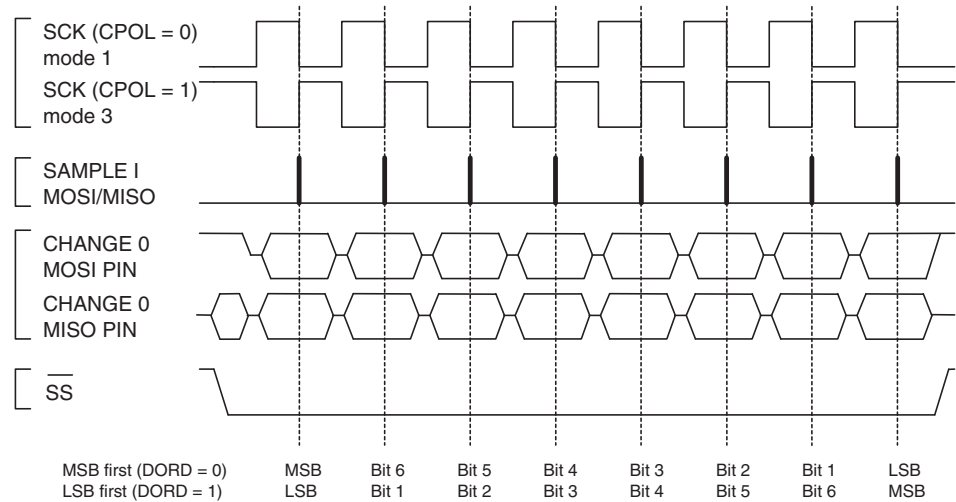 SCK (CPOL = 0)
mode 1
SCK (CPOL = 1)
mode 3
SAMPLE I
MOSI/MISO
CHANGE 0
MOSI PIN
CHANGE 0
MISO PIN
SS
MSB first (DORD = 0) MSB Bit 6 Bit 5 Bit 4 Bit 3 Bit 2 Bit 1 LSB
LSB first (DORD = 1) LSB Bit 1 Bit 2 Bit 3 Bit 4 Bit 5 Bit 6 MSB